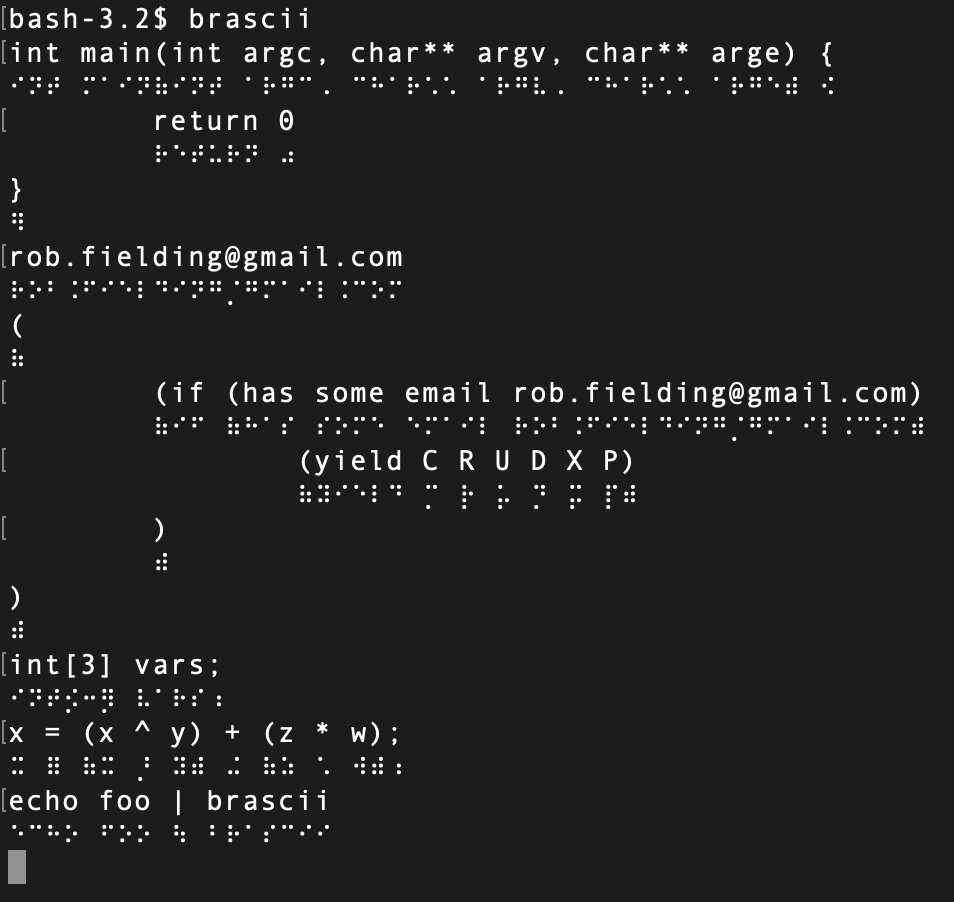 bash-3.2$ brascii
int main(int argc, char** argv, char** arge) {
⠊⠝⠞ ⠍⠁⠊⠝⠷⠊⠝⠞ ⠁⠗⠛⠉⠠ ⠉⠓⠁⠗⠡⠡ ⠁⠗⠛⠧⠠ ⠉⠓⠁⠗⠡⠡ ⠁⠗⠛⠑⠾ ⠪
return 0
⠗⠑⠞⠥⠗⠝ ⠴
}
⠻
rob.fielding@gmail.com
⠗⠕⠃⠨⠋⠊⠑⠇⠙⠊⠝⠛⡈⠛⠍⠁⠊⠇⠨⠉⠕⠍
(
⠷
(if (has some email rob.fielding@gmail.com)
⠷⠊⠋ ⠷⠓⠁⠎ ⠎⠕⠍⠑ ⠑⠍⠁⠊⠇ ⠗⠕⠃⠨⠋⠊⠑⠇⠙⠊⠝⠛⡈⠛⠍⠁⠊⠇⠨⠉⠕⠍⠾
(yield C R U D X P)
⠷⠽⠊⠑⠇⠙ ⡉ ⡗ ⡥ ⡙ ⡭ ⡏⠾
)
⠾
)
⠾
int[3] vars;
⠊⠝⠞⡪⠒⡻ ⠧⠁⠗⠎⠰
x = (x ^ y) + (z * w);
⠭ ⠿ ⠷⠭ ⡘ ⠽⠾ ⠬ ⠷⠵ ⠡ ⠺⠾⠰
echo foo | brascii
⠑⠉⠓⠕ ⠋⠕⠕ ⠳ ⠃⠗⠁⠎⠉⠊⠊